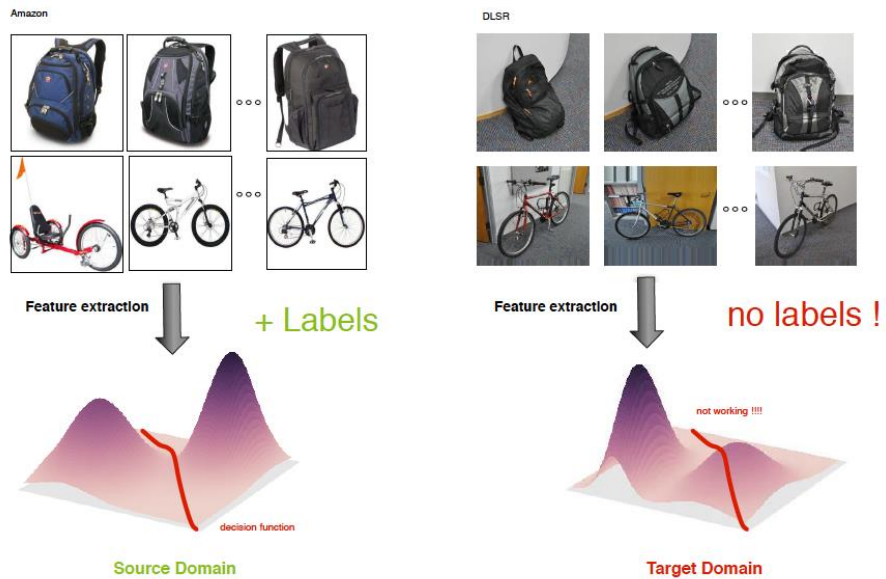 Amazon
DLSR
Feature extraction
+ Labels
Feature extraction
no labels !
not working !!!!
decision function
Source Domain
Target Domain